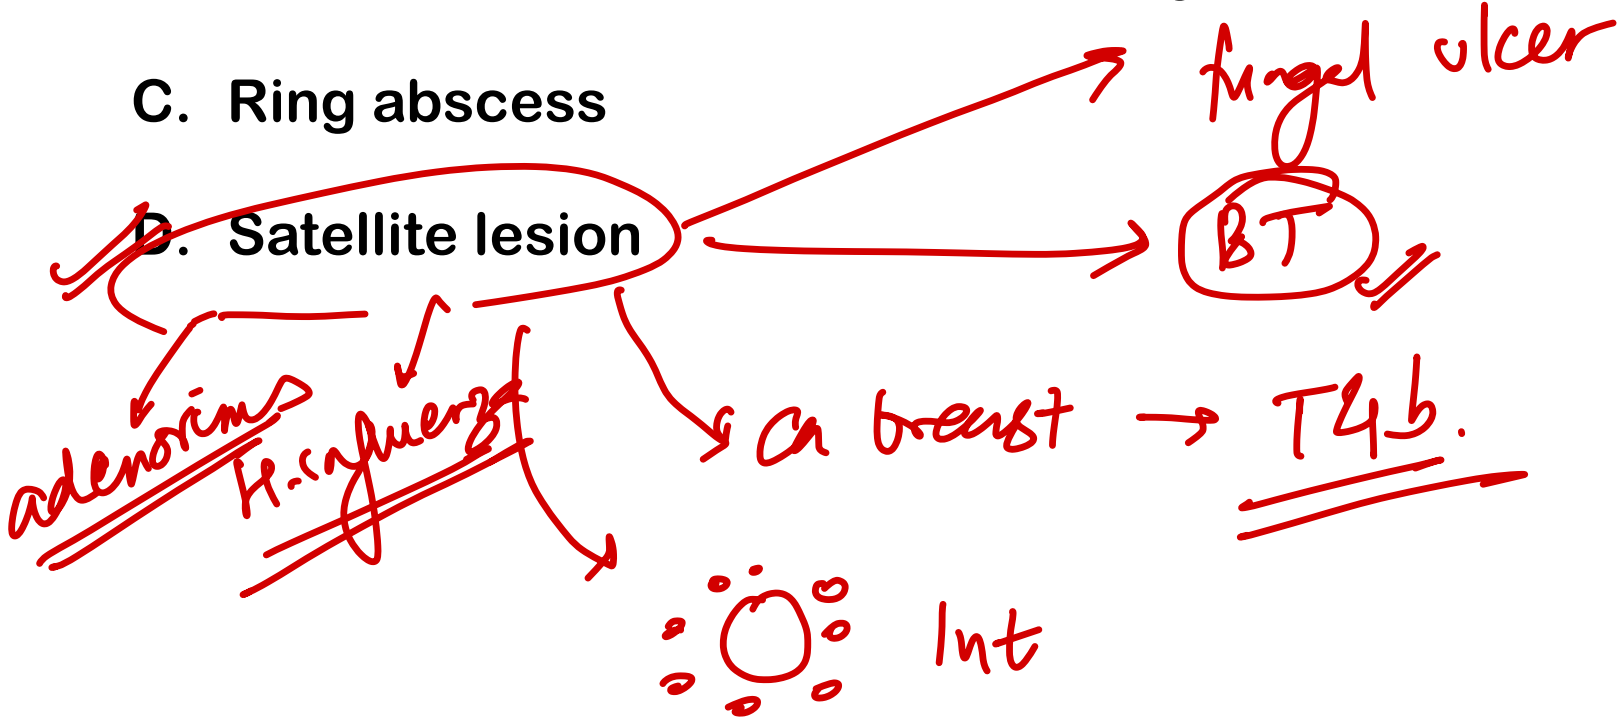 fungal ulcer
C. Ring abscess
D. Satellite lesion
BT
adenovirus
H.influenza
Ca breast → T4b.
Int